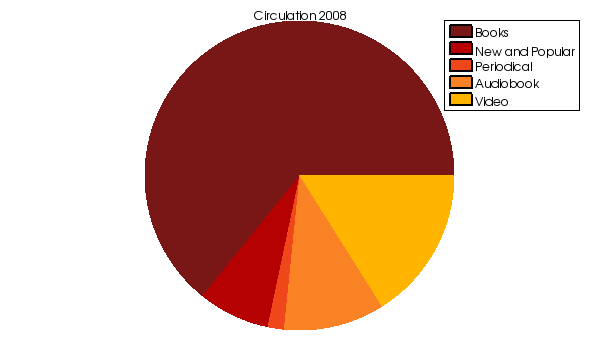 Circulation 2008
Books
New and Popular
Periodical
Audiobook
Video